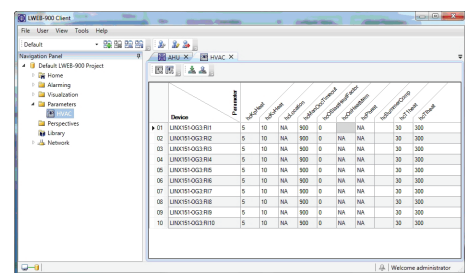 LWEB-900 Client
File User View Tools Help
Default
Navigation Panel
Default LWEB-900 Project
Home
Alarming
Visualization
Parameters
HVAC
Perspectives
Library
Network
AHU X HVAC X
Device Parameter hsKpHeat hsLocation hsMaxOccTimeout hsSummerComp
01 LINX151-OG3:RI1 5 10 NA 900 0 NA 30 300
02 LINX151-OG3:RI2 5 10 NA 900 0 NA NA 30 300
03 LINX151-OG3:RI3 5 10 NA 900 0 NA NA 30 300
04 LINX151-OG3:RI4 5 10 NA 900 0 NA NA 30 300
05 LINX151-OG3:RI5 5 10 NA 900 0 NA NA 30 300
06 LINX151-OG3:RI6 5 10 NA 900 0 NA NA 30 300
07 LINX151-OG3:RI7 5 10 NA 900 0 NA NA 30 300
08 LINX151-OG3:RI8 5 10 NA 900 0 NA NA 30 300
09 LINX151-OG3:RI9 5 10 NA 900 0 NA NA 30 300
10 LINX151-OG3:RI10 5 10 NA 900 0 NA NA 30 300
Welcome administrator